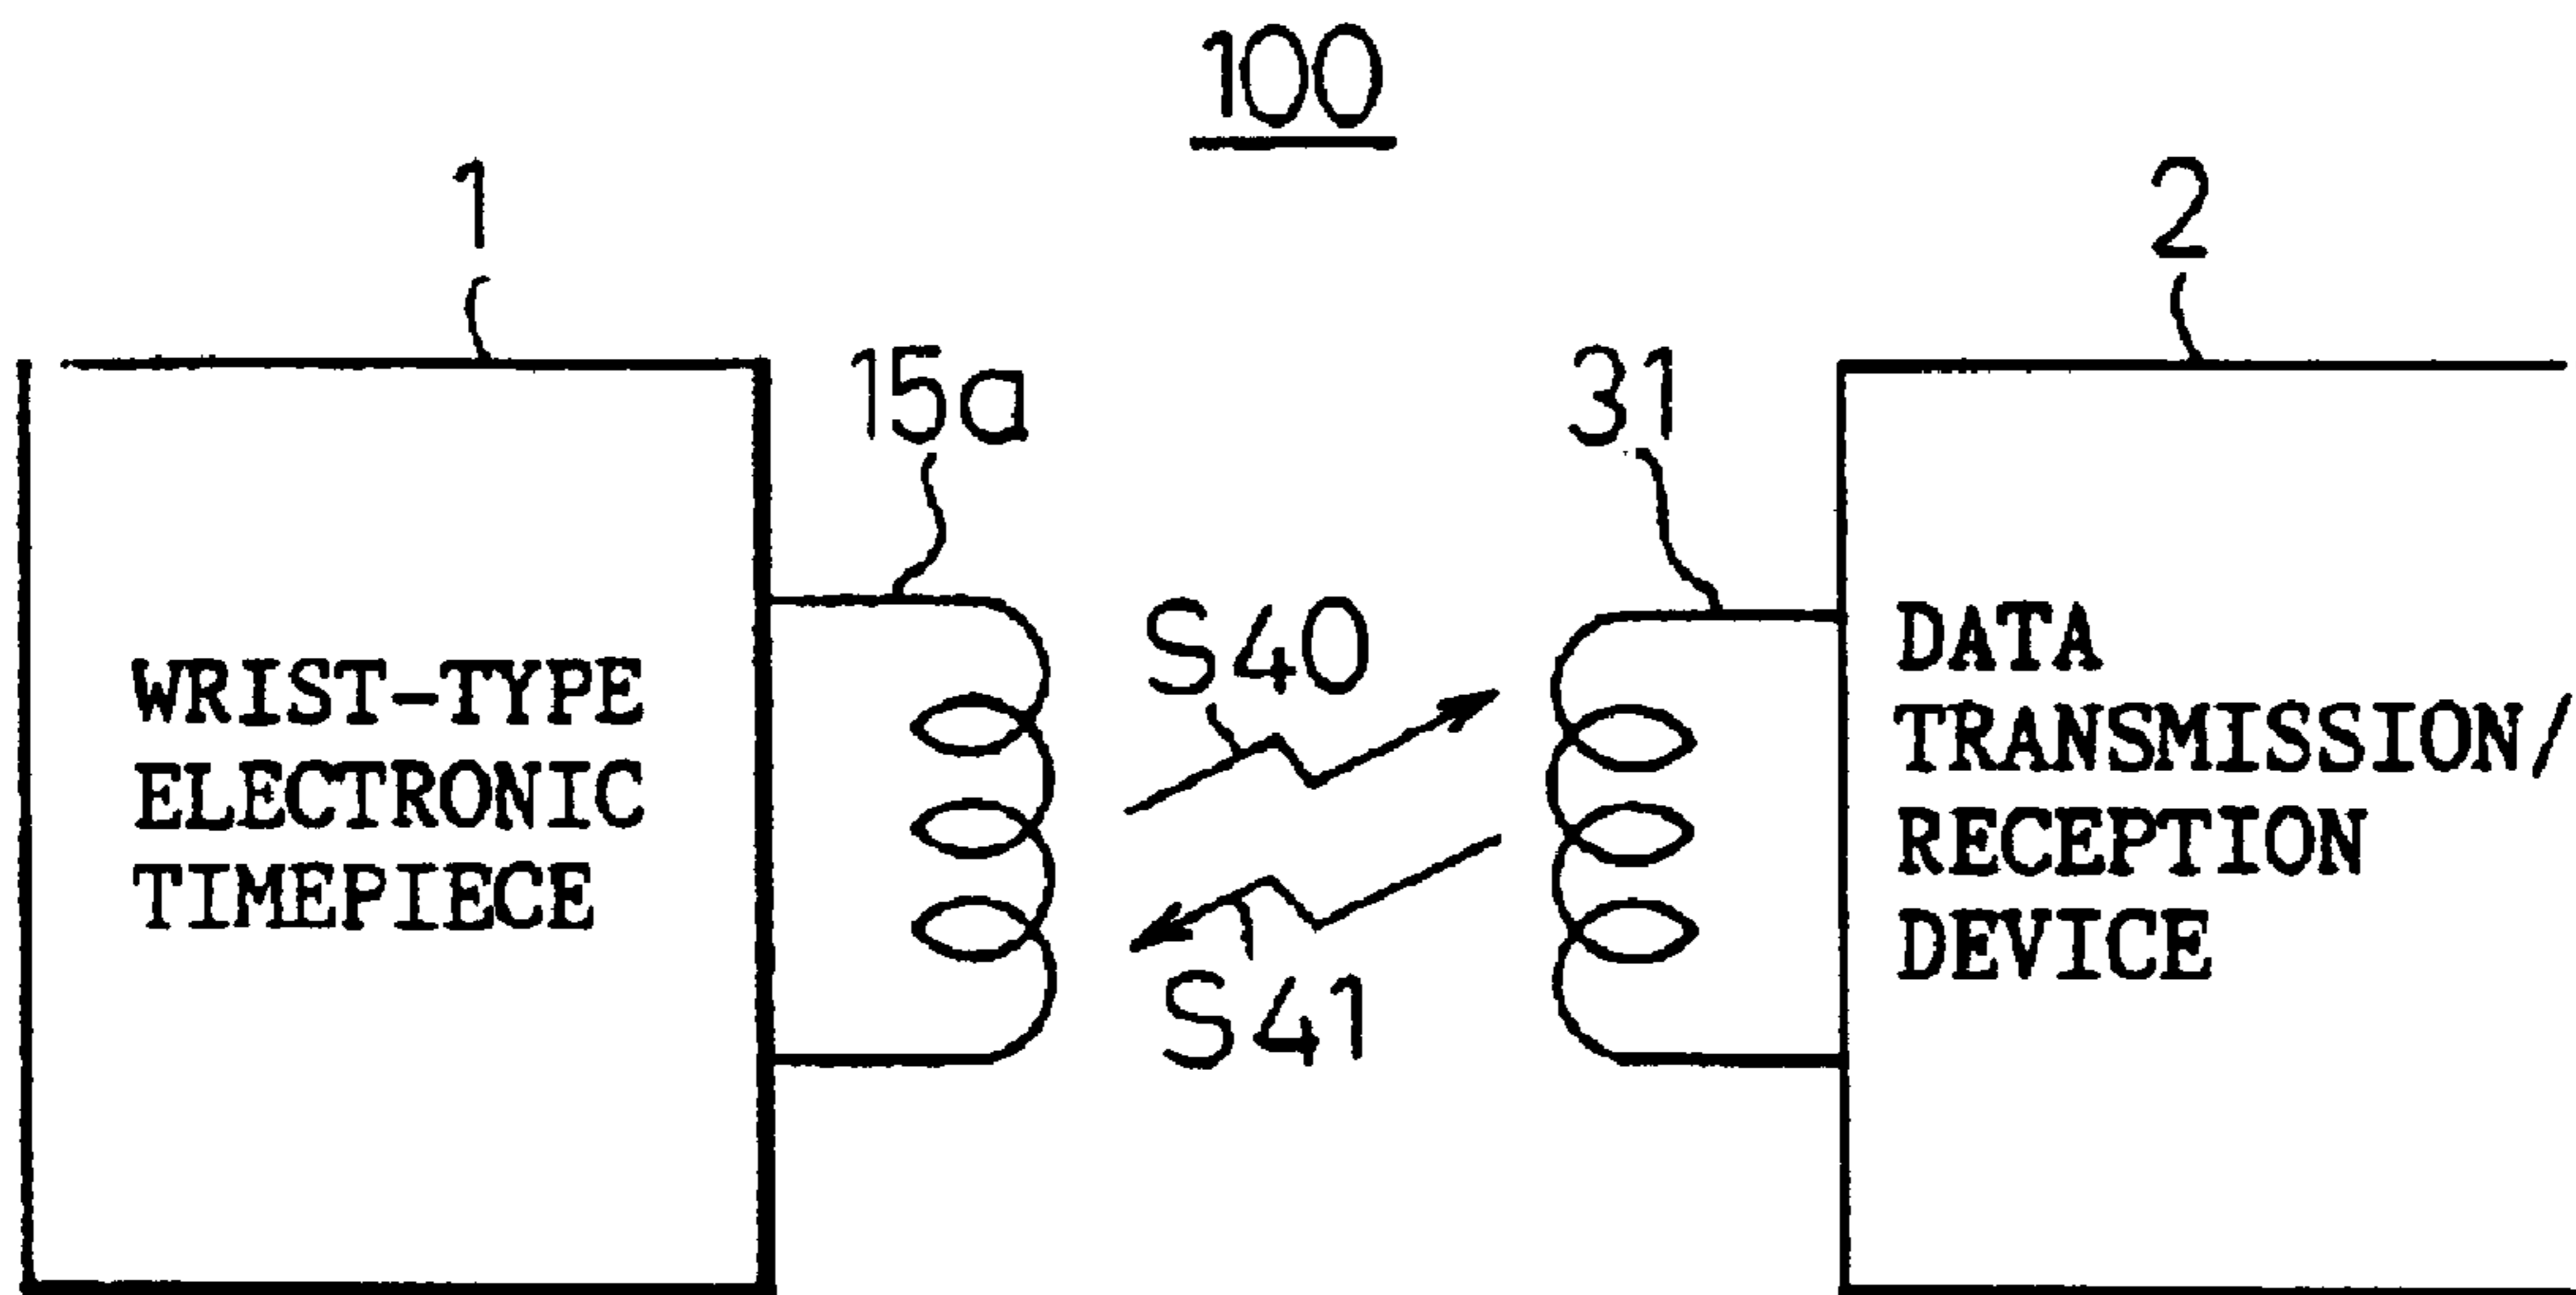 100
1
2
15a
31
S40
S41
WRIST-TYPE
ELECTRONIC
TIMEPIECE
DATA
TRANSMISSION/
RECEPTION
DEVICE